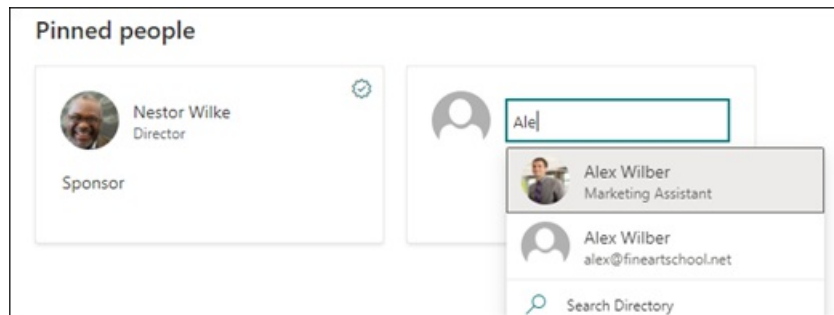 Pinned people
Nestor Wilke
Director
Sponsor
Ale
Alex Wilber
Marketing Assistant
Alex Wilber
alex@fineartschool.net
Search Directory